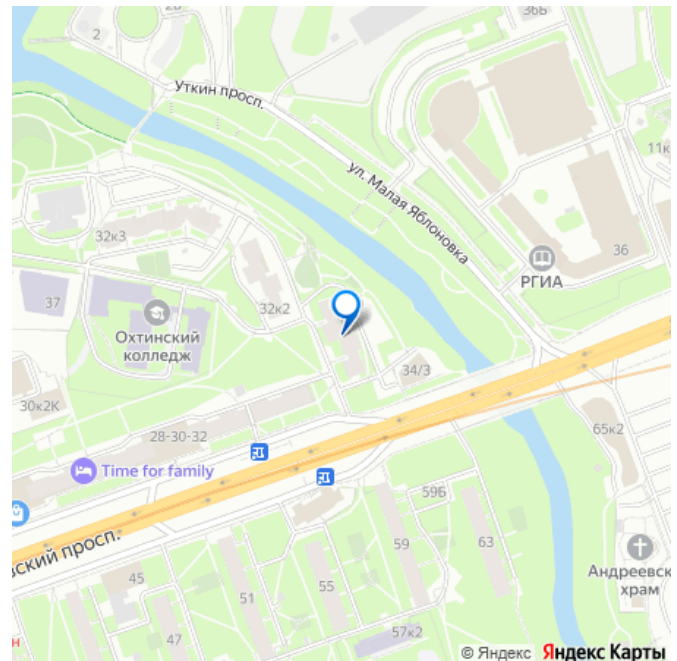 36Б
2
Уткин просп.
11к
ул. Малая Яблоновка
32к3
36
РГИА
37
32к2
Охтинский
колледж
34/3
30к2К
28-30-32
65к2
Time for family
59Б
вский просп.
59
63
Андреевск
храм
45
55
51
57к2
47
н
© Яндекс Яндекс Карты